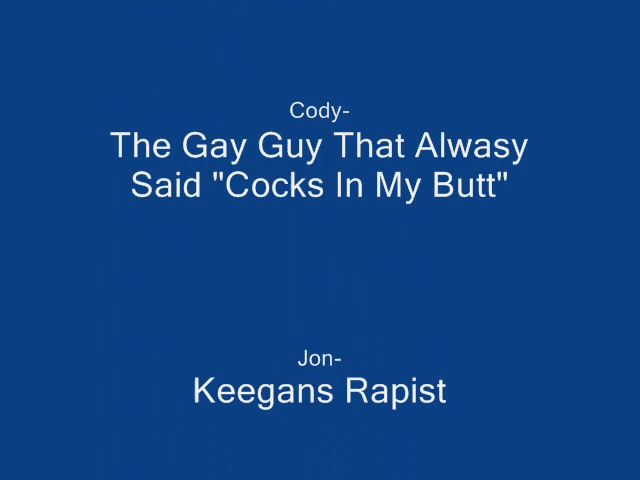 Cody-
The Gay Guy That Alwasy
Said "Cocks In My Butt"
Jon-
Keegans Rapist